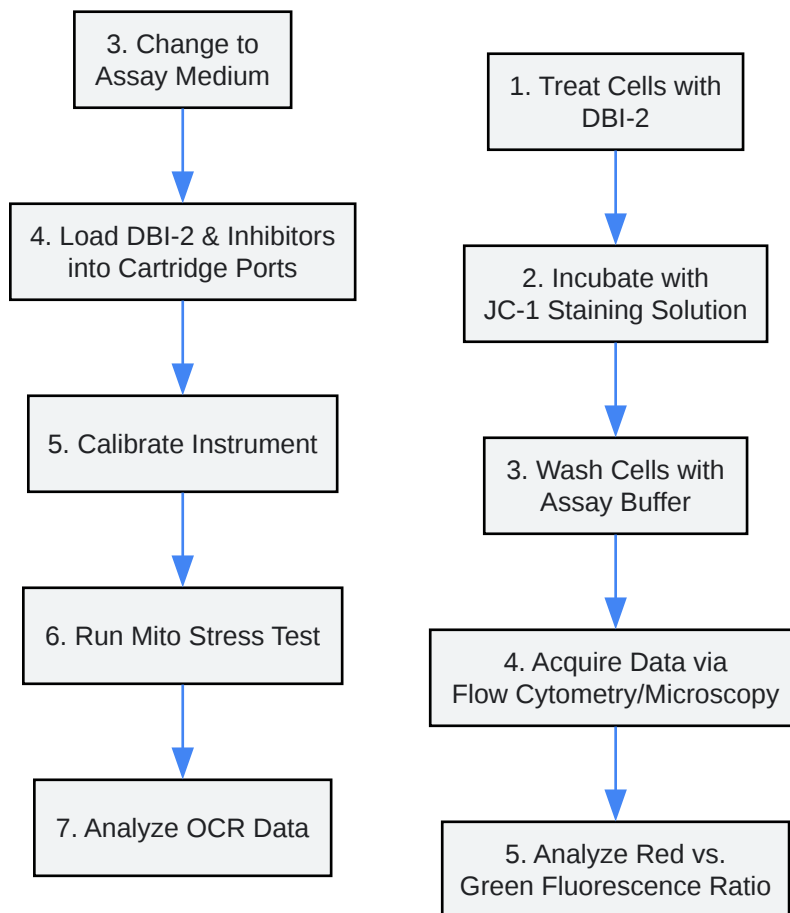 3. Change to
Assay Medium
4. Load DBI-2 & Inhibitors
into Cartridge Ports
5. Calibrate Instrument
6. Run Mito Stress Test
7. Analyze OCR Data
1. Treat Cells with
DBI-2
2. Incubate with
JC-1 Staining Solution
3. Wash Cells with
Assay Buffer
4. Acquire Data via
Flow Cytometry/Microscopy
5. Analyze Red vs.
Green Fluorescence Ratio